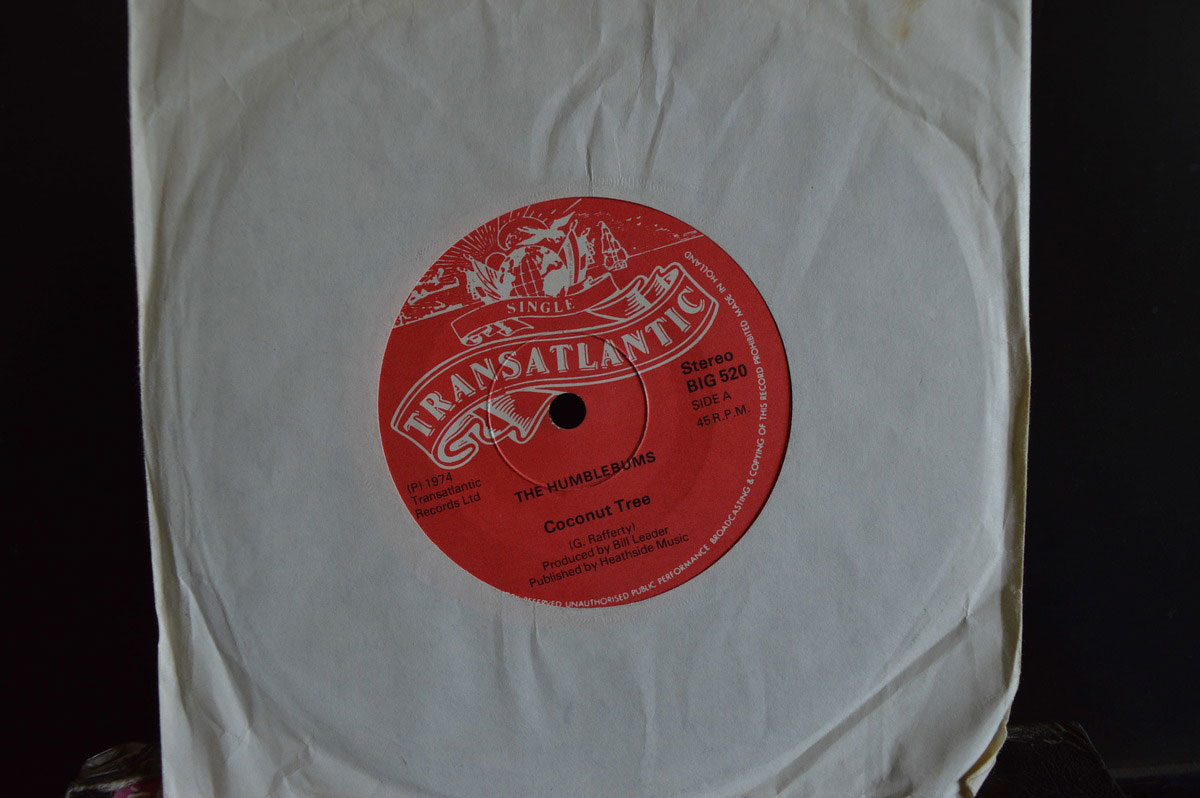 SINGLE
TRANSATLANTIC
Stereo
BIG 520
SIDE A
45 R.P.M.
(P) 1974
Transatlantic
Records Ltd
THE HUMBLEBUMS
Coconut Tree
(G. Rafferty)
Produced by Bill Leader
Published by Heathside Music
RESERVED UNAUTHORISED PUBLIC PERFORMANCE BROADCASTING & COPYING OF THIS RECORD PROHIBITED MADE IN HOLLAND